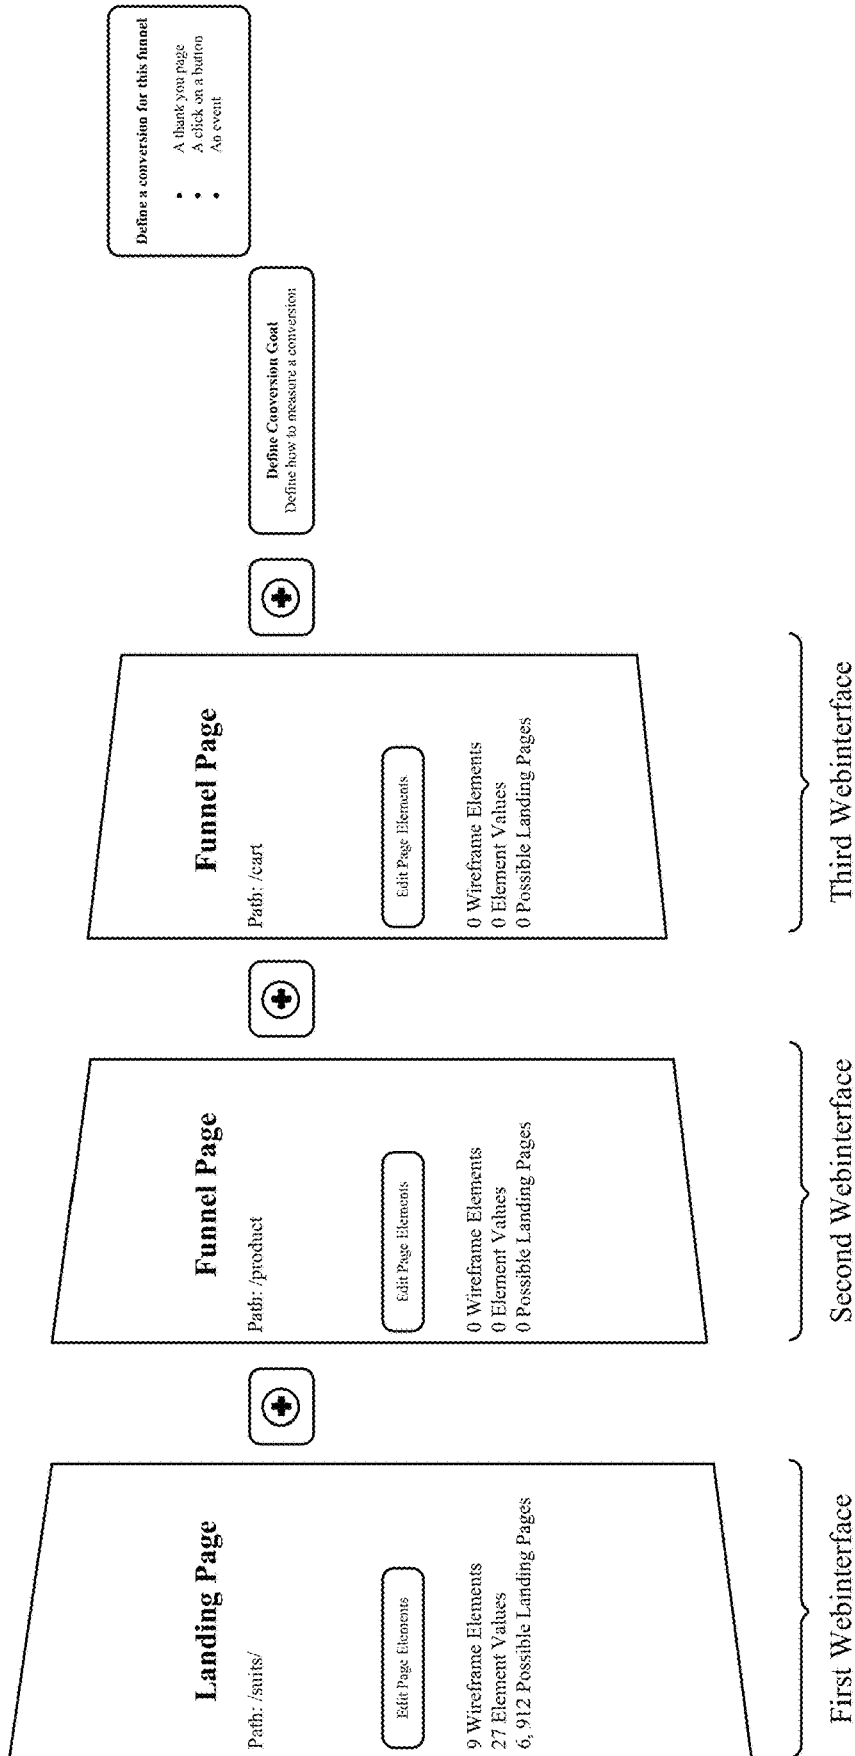 Landing Page
Path: /suits/
Edit Page Elements
9 Wireframe Elements
27 Element Values
6, 912 Possible Landing Pages
First Webinterface
Funnel Page
Path: /product
Edit Page Elements
0 Wireframe Elements
0 Element Values
0 Possible Landing Pages
Second Webinterface
Funnel Page
Path: /cart
Edit Page Elements
0 Wireframe Elements
0 Element Values
0 Possible Landing Pages
Third Webinterface
Define Conversion Goal
Define how to measure a conversion
Define a conversion for this funnel
• A thank you page
• A click on a button
• An event